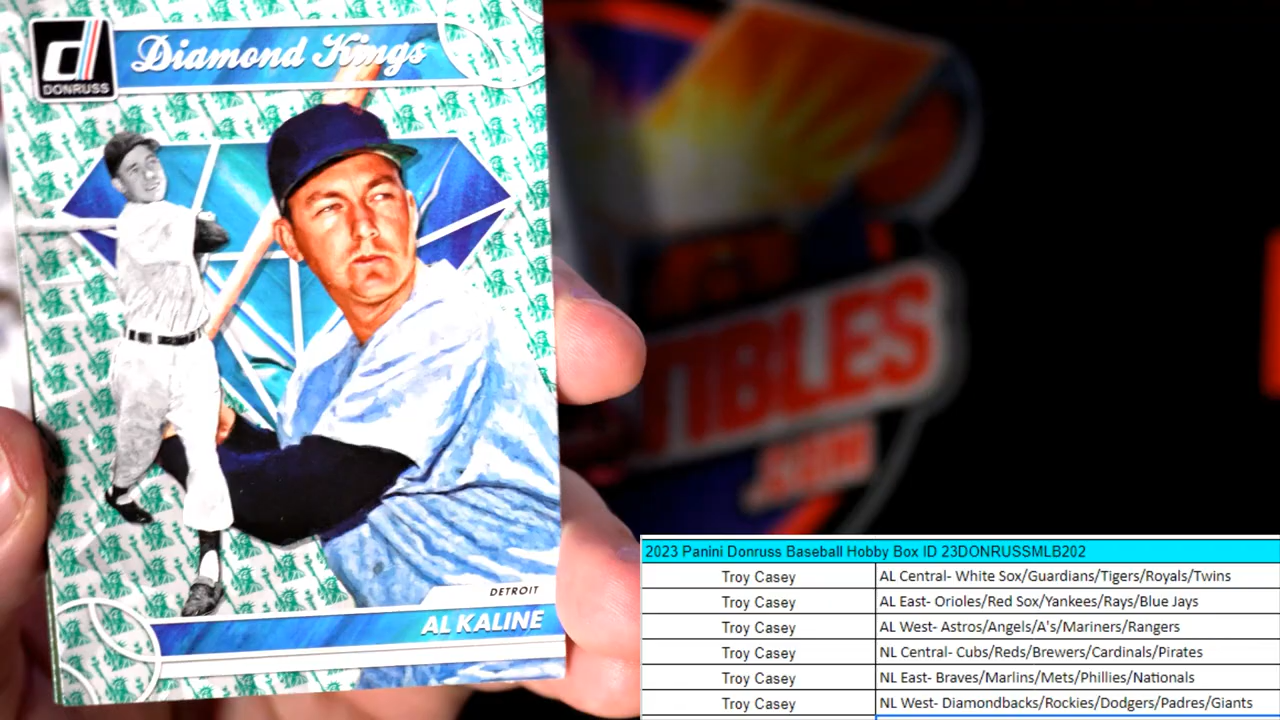 d
DONRUSS
Diamond Kings
DETROIT
AL KALINE
TIBLES
.COM
2023 Panini Donruss Baseball Hobby Box ID 23DONRUSSMLB202
Troy Casey AL Central- White Sox/Guardians/Tigers/Royals/Twins
Troy Casey AL East- Orioles/Red Sox/Yankees/Rays/Blue Jays
Troy Casey AL West- Astros/Angels/A's/Mariners/Rangers
Troy Casey NL Central- Cubs/Reds/Brewers/Cardinals/Pirates
Troy Casey NL East- Braves/Marlins/Mets/Phillies/Nationals
Troy Casey NL West- Diamondbacks/Rockies/Dodgers/Padres/Giants